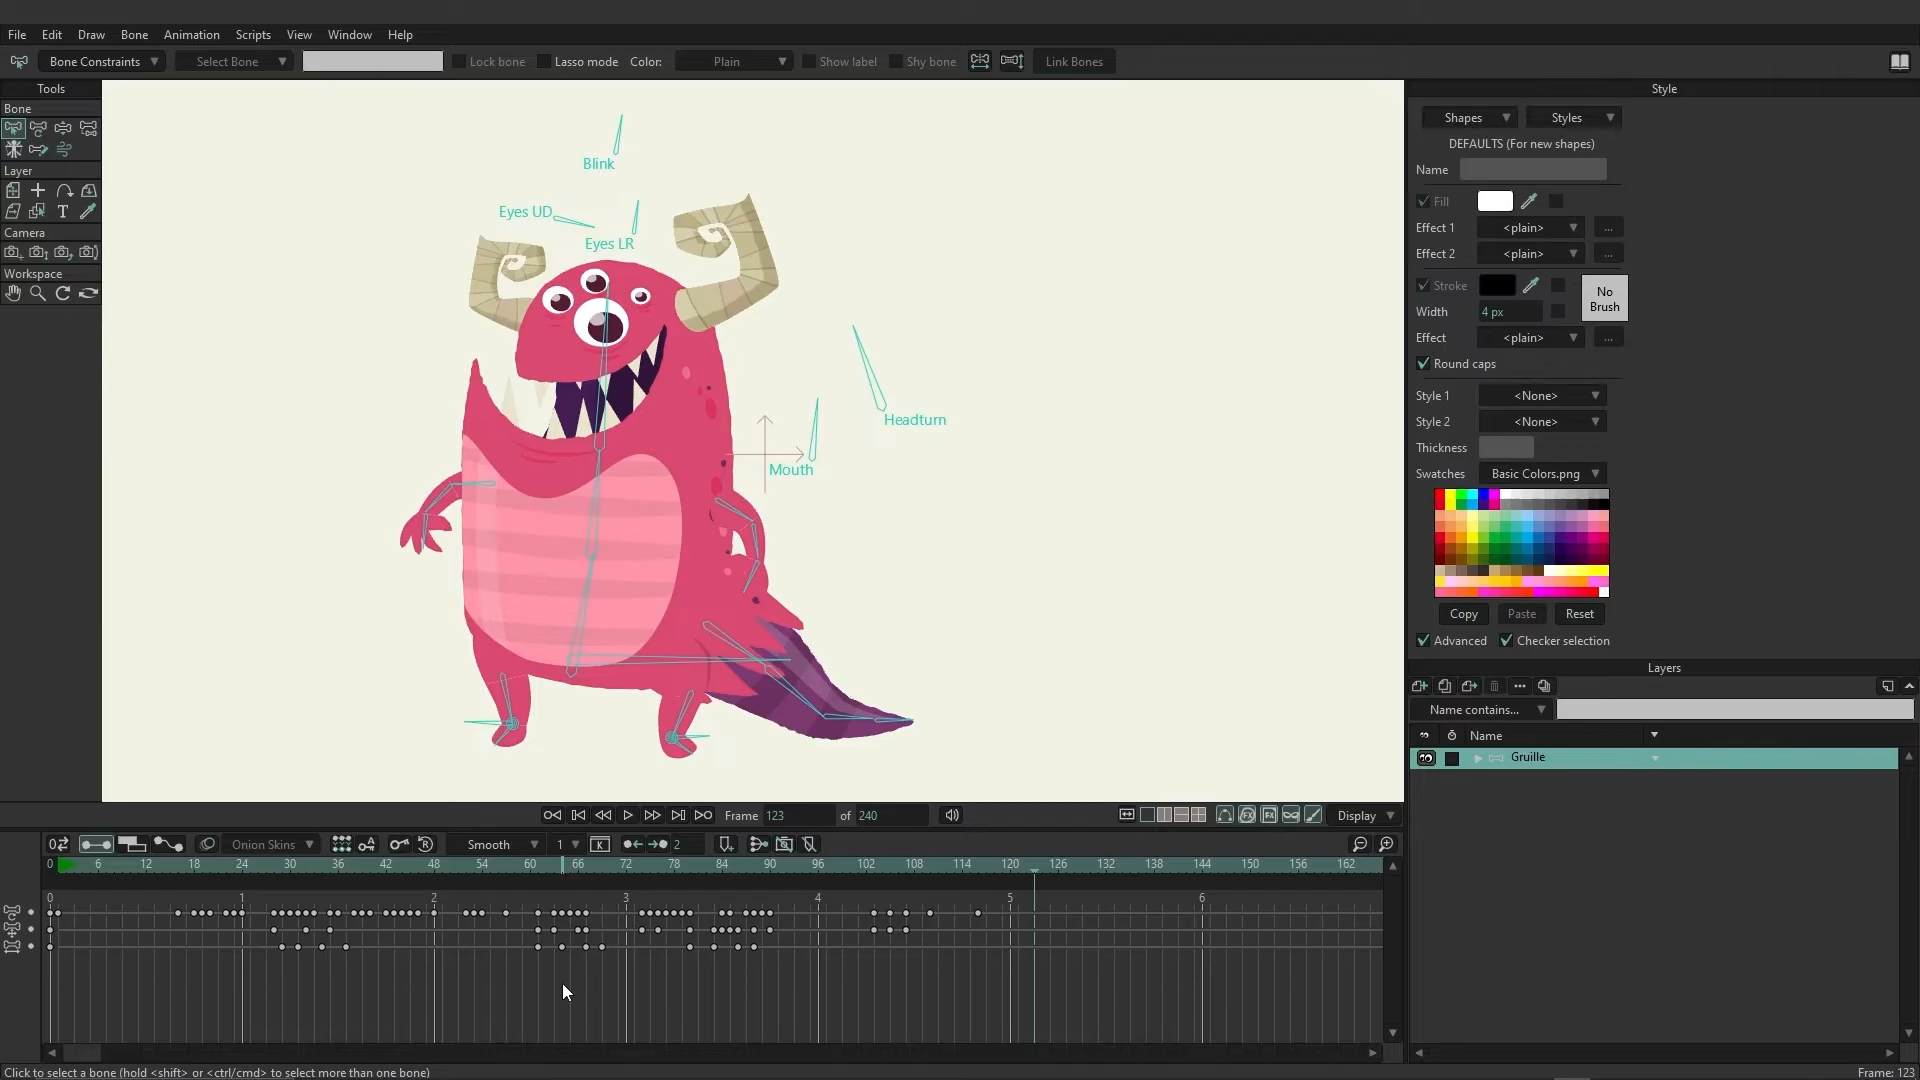 File Edit Draw Bone Animation Scripts View Window Help
Bone Constraints Select Bone Lock bone Lasso mode Color: Plain Show label Shy bone Link Bones
Tools
Bone
Layer
T
Camera
Workspace
Blink
Eyes UD
Eyes LR
Headturn
Mouth
Style
Shapes Styles
DEFAULTS (For new shapes)
Name
Fill
Effect 1 <plain> ...
Effect 2 <plain> ...
Stroke
No
Brush
Width 4 px
Effect <plain> ...
Round caps
Style 1 <None>
Style 2 <None>
Thickness
Swatches Basic Colors.png
Copy Paste Reset
Advanced Checker selection
Layers
Name contains...
Name
Gruille
Frame 123 of 240 Display
Onion Skins Smooth 1 K 2
0 6 12 18 24 30 36 42 48 54 60 66 72 78 84 90 96 102 108 114 120 126 132 138 144 150 156 162
0 1 2 3 4 5 6
Click to select a bone (hold <shift> or <ctrl/cmd> to select more than one bone) Frame: 123